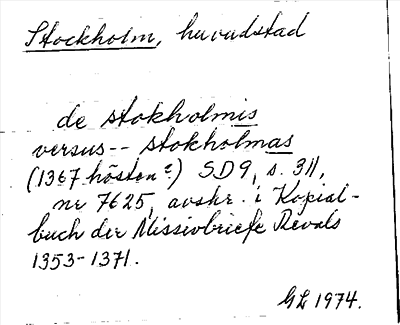 Stockholm, huvudstad
de stokholmis
versus -- stokholmas
(1367 hösten?) SD9, s. 311,
nr 7625, avskr. i Kopial-
buch der Missivbriefe Revals
1353-1371.
GL 1974.